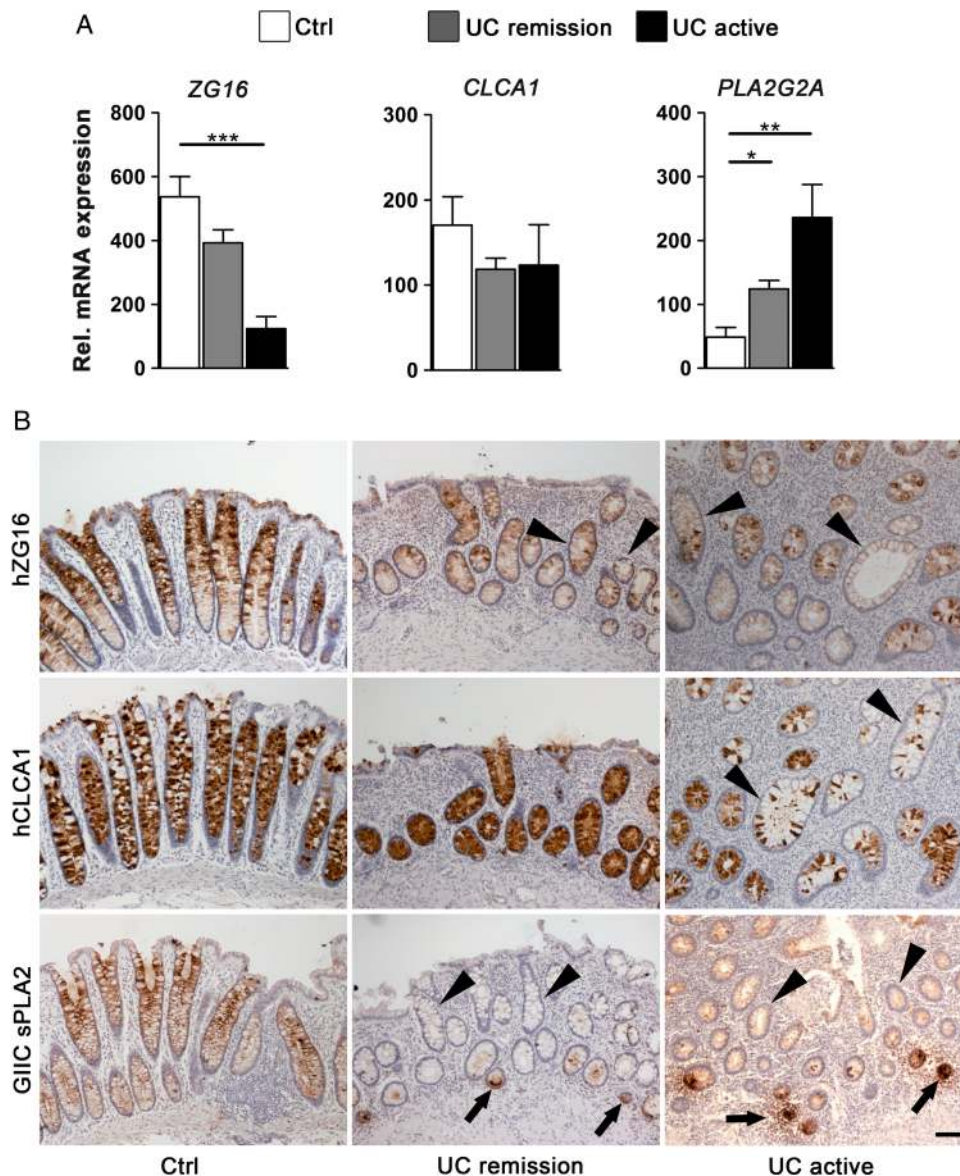 A
Ctrl
UC remission
UC active
ZG16
CLCA1
PLA2G2A
Rel. mRNA expression
800
600
400
200
0
***
300
200
100
0
400
300
200
100
0
**
*
B
hZG16
hCLCA1
GIIC sPLA2
Ctrl
UC remission
UC active